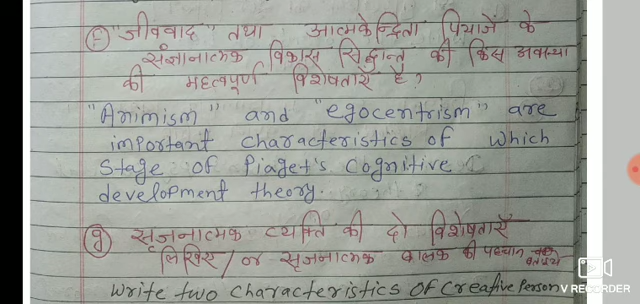 (f) "जीववाद" तथा आत्मकेन्द्रिता पियाजें के
संज्ञानात्मक विकास सिद्धान्त की किस अवस्था
की महत्वपूर्ण विशेषताएँ है?
"Animism" and "egocentrism" are
important characteristics of which
Stage of Piaget's Cognitive
development theory.
(g) सृजनात्मक व्यक्ति की दो विशेषताएँ
लिखिए / or सृजनात्मक बालक की पहचान
Write two characteristics of Creative Person
V RECORDER